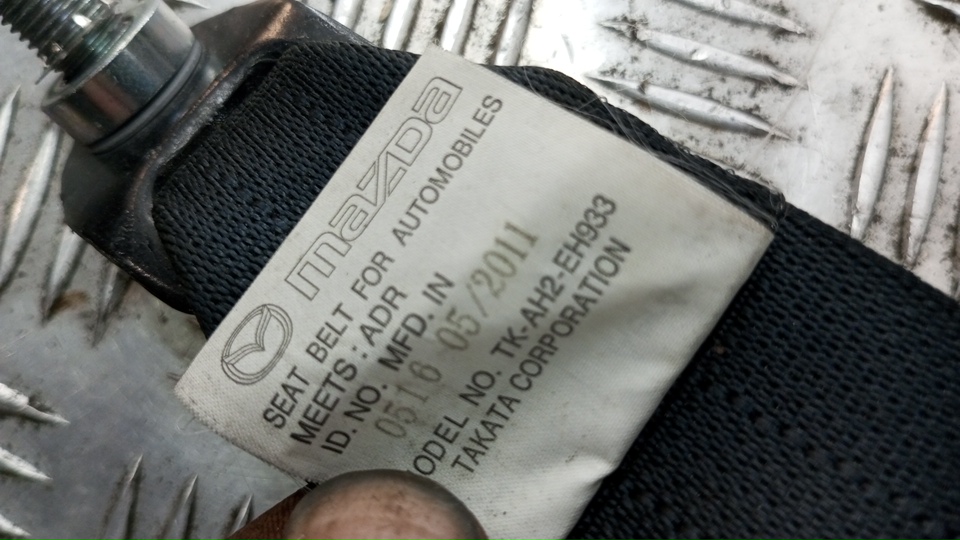 mazDa
SEAT BELT FOR AUTOMOBILES
MEETS : ADR
ID. NO. MFD. IN
0516 05/2011
MODEL NO. TK-AH2-EH933
TAKATA CORPORATION